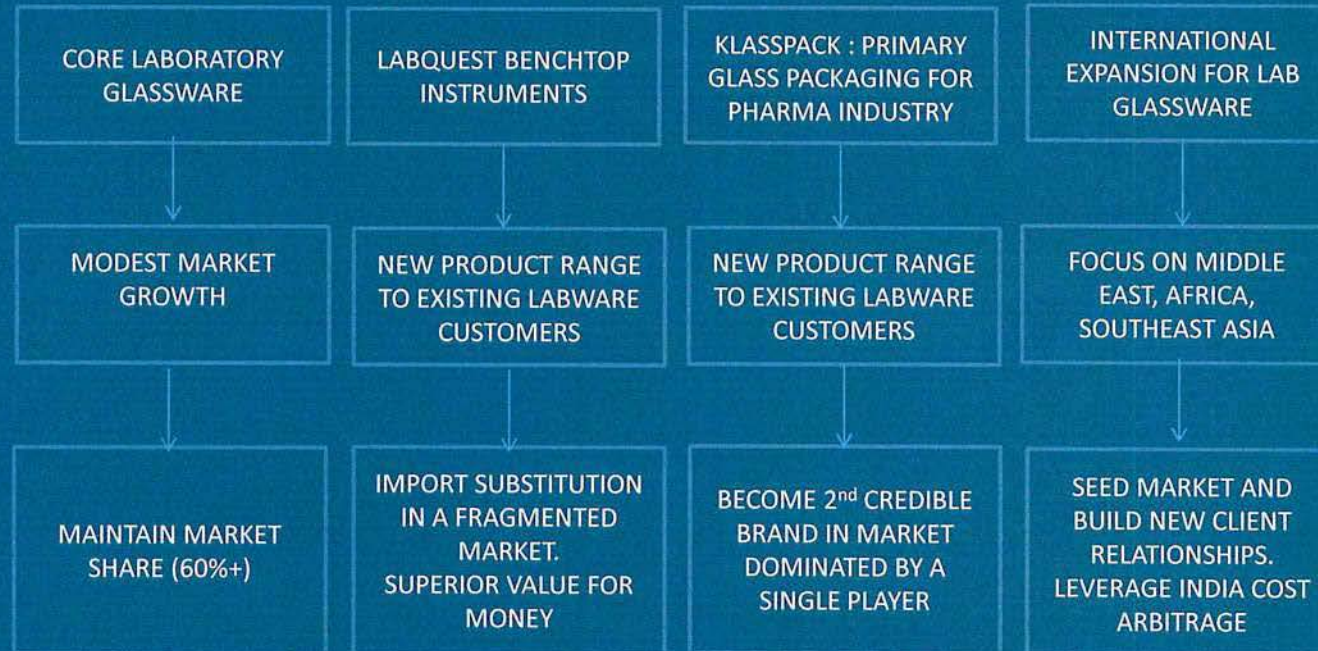 CORE LABORATORY
GLASSWARE
LABQUEST BENCHTOP
INSTRUMENTS
KLASSPACK : PRIMARY
GLASS PACKAGING FOR
PHARMA INDUSTRY
INTERNATIONAL
EXPANSION FOR LAB
GLASSWARE
MODEST MARKET
GROWTH
NEW PRODUCT RANGE
TO EXISTING LABWARE
CUSTOMERS
NEW PRODUCT RANGE
TO EXISTING LABWARE
CUSTOMERS
FOCUS ON MIDDLE
EAST, AFRICA,
SOUTHEAST ASIA
MAINTAIN MARKET
SHARE (60%+)
IMPORT SUBSTITUTION
IN A FRAGMENTED
MARKET.
SUPERIOR VALUE FOR
MONEY
BECOME 2nd CREDIBLE
BRAND IN MARKET
DOMINATED BY A
SINGLE PLAYER
SEED MARKET AND
BUILD NEW CLIENT
RELATIONSHIPS.
LEVERAGE INDIA COST
ARBITRAGE